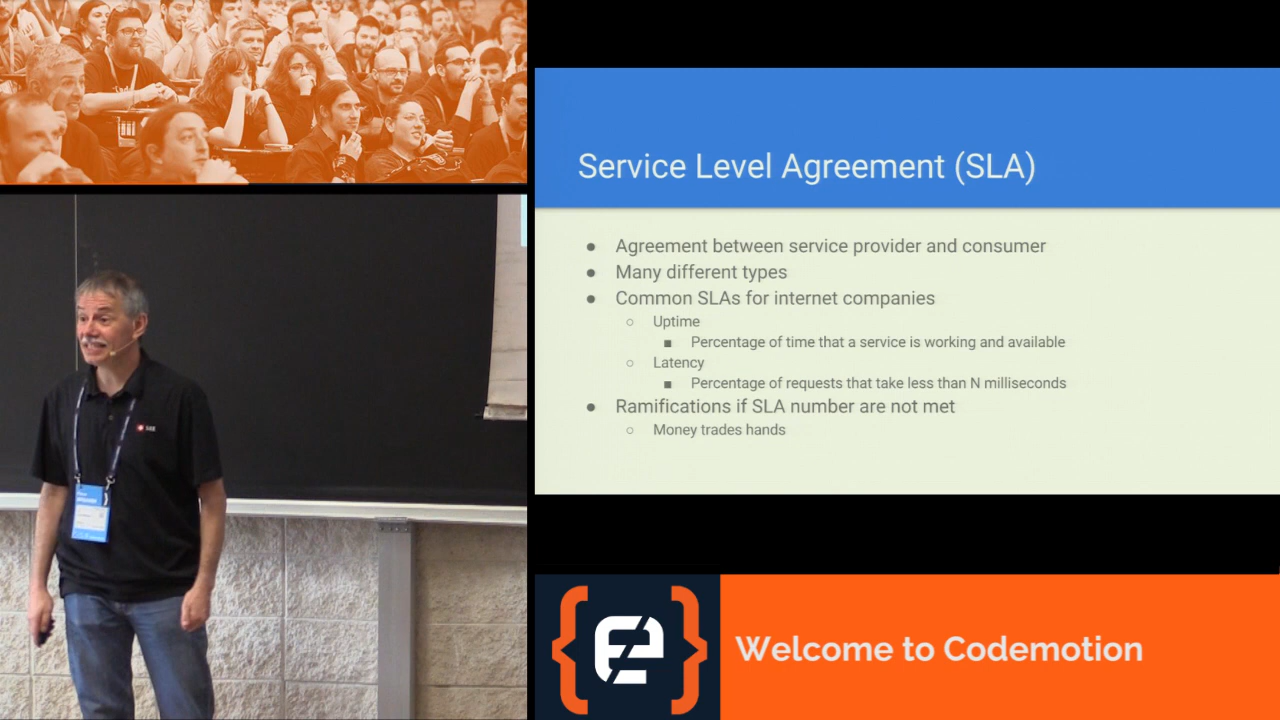 Service Level Agreement (SLA)
● Agreement between service provider and consumer
● Many different types
● Common SLAs for internet companies
○ Uptime
■ Percentage of time that a service is working and available
○ Latency
■ Percentage of requests that take less than N milliseconds
● Ramifications if SLA number are not met
○ Money trades hands
Welcome to Codemotion